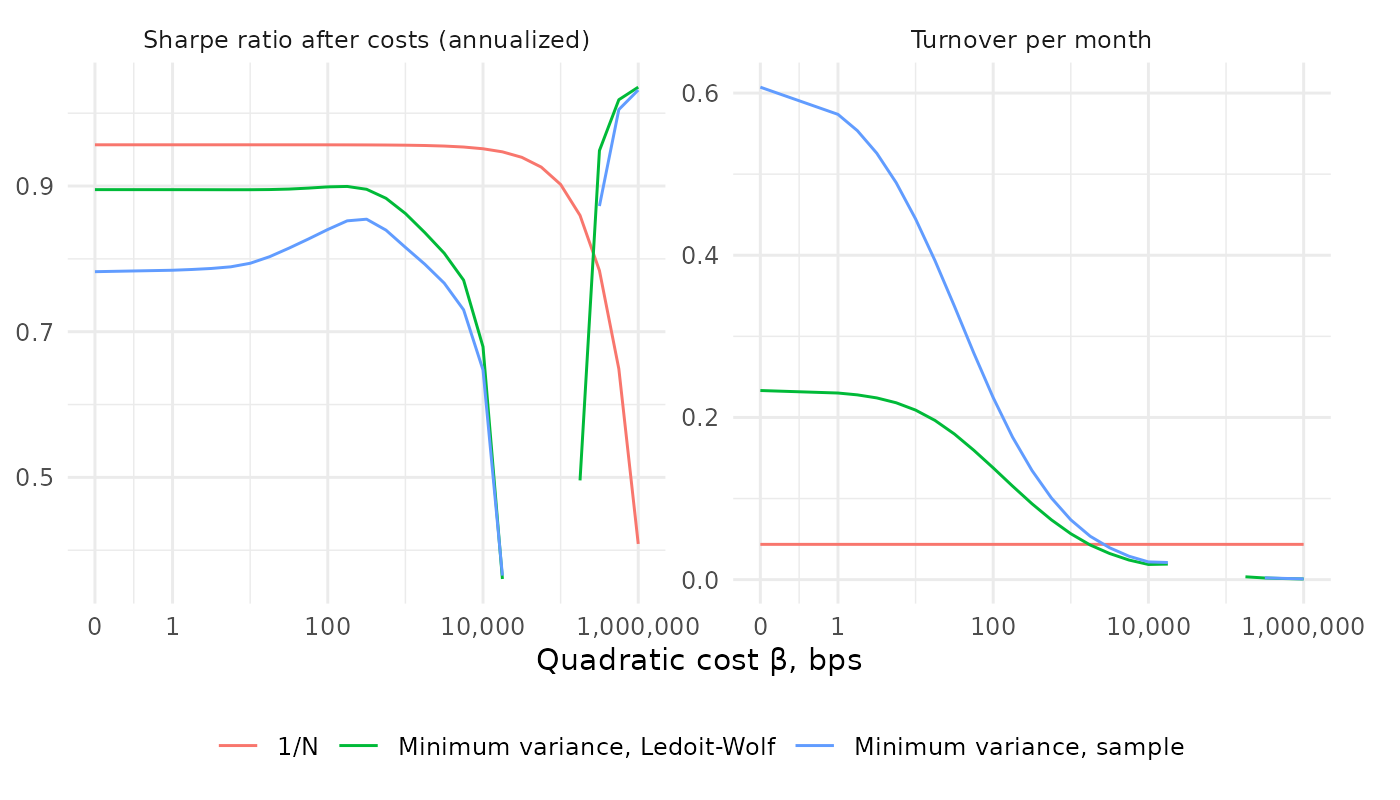 Sharpe ratio after costs (annualized)
Turnover per month
0.9
0.7
0.5
0.6
0.4
0.2
0.0
0 1 100 10,000 1,000,000
0 1 100 10,000 1,000,000
Quadratic cost β, bps
1/N Minimum variance, Ledoit-Wolf Minimum variance, sample